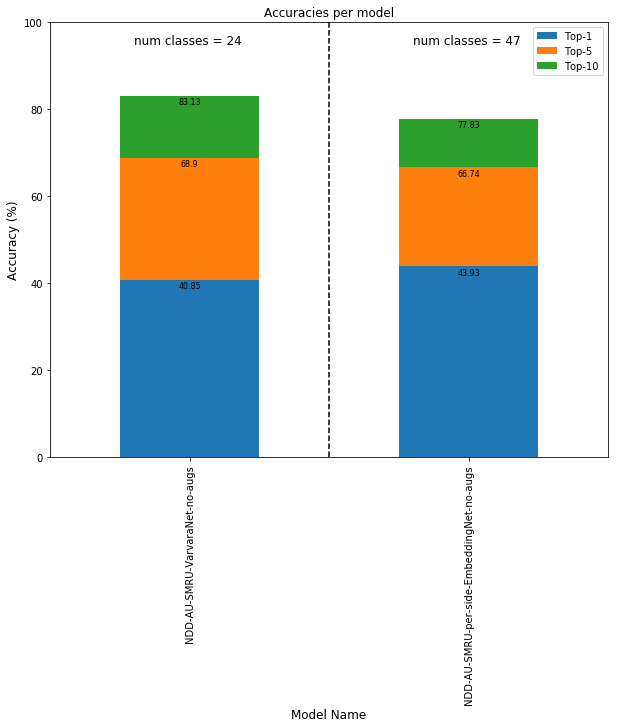 Accuracies per model
num classes = 24
num classes = 47
Top-1
Top-5
Top-10
100
80
60
40
20
0
Accuracy (%)
83.13
68.9
40.85
77.83
66.74
43.93
NDD-AU-SMRU-VarvaraNet-no-augs
NDD-AU-SMRU-per-side-EmbeddingNet-no-augs
Model Name